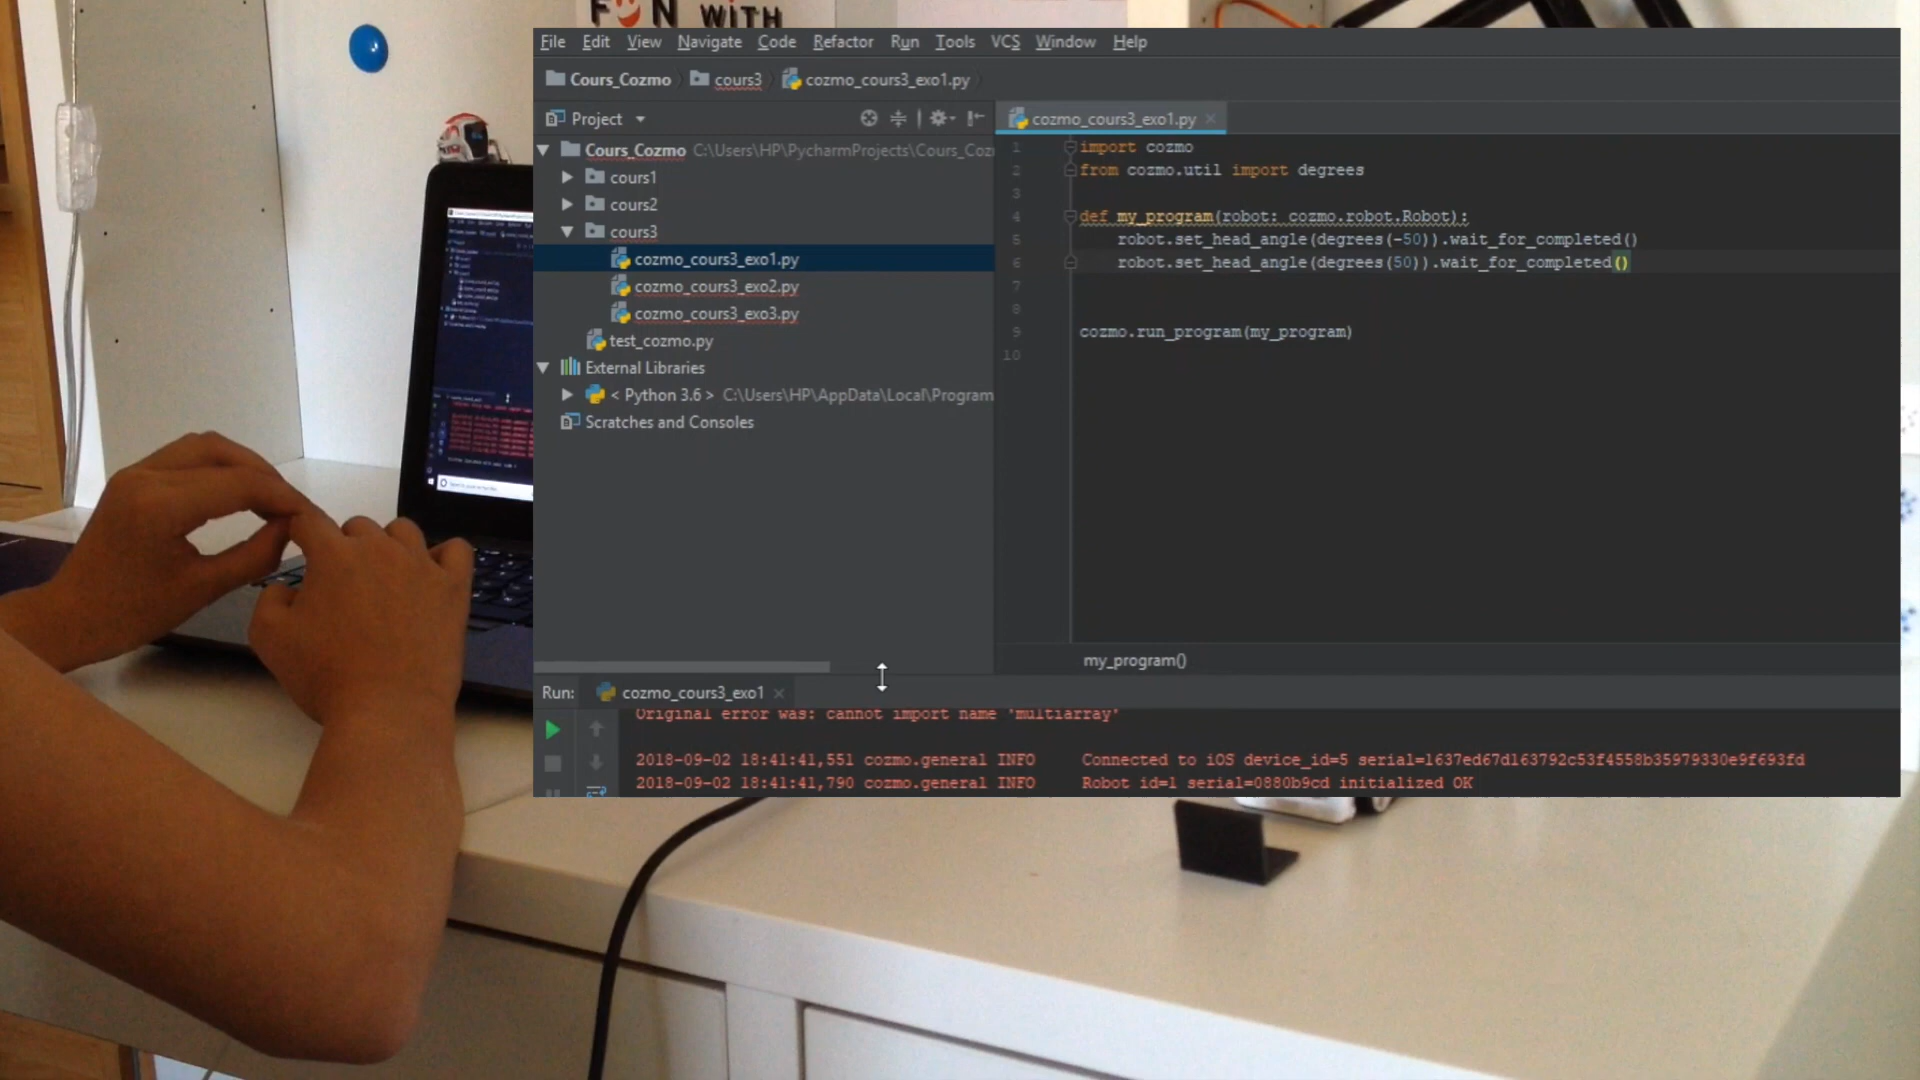 FUN WITH
File Edit View Navigate Code Refactor Run Tools VCS Window Help
Cours_Cozmo cours3 cozmo_cours3_exo1.py
Project
cozmo_cours3_exo1.py
Cours_Cozmo C:\Users\HP\PycharmProjects\Cours_Coz
cours1
cours2
cours3
cozmo_cours3_exo1.py
cozmo_cours3_exo2.py
cozmo_cours3_exo3.py
test_cozmo.py
External Libraries
< Python 3.6 > C:\Users\HP\AppData\Local\Program
Scratches and Consoles
1 import cozmo
2 from cozmo.util import degrees
3
4 def my_program(robot: cozmo.robot.Robot):
5 robot.set_head_angle(degrees(-50)).wait_for_completed()
6 robot.set_head_angle(degrees(50)).wait_for_completed()
7
8
9 cozmo.run_program(my_program)
10
my_program()
Run: cozmo_cours3_exo1
Original error was: cannot import name 'multiarray'
2018-09-02 18:41:41,551 cozmo.general INFO Connected to iOS device_id=5 serial=1637ed67d163792c53f4558b35979330e9f693fd
2018-09-02 18:41:41,790 cozmo.general INFO Robot id=1 serial=0880b9cd initialized OK